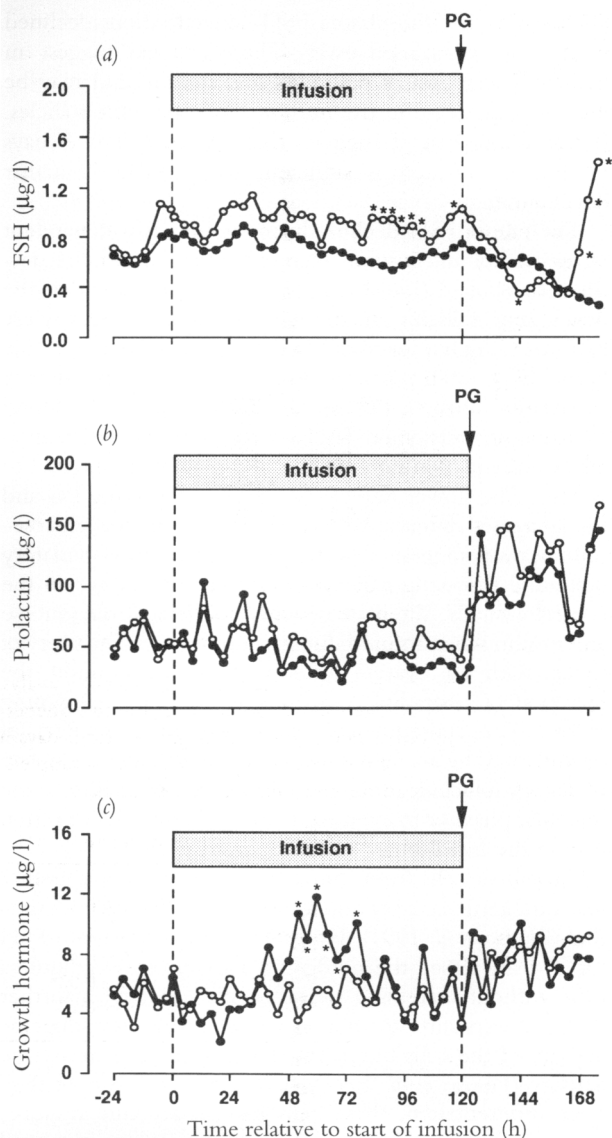 PG
(a)
Infusion
2.0
1.6
1.2
0.8
0.4
0.0
FSH (µg/l)
* * * * * * * * * * *
PG
(b)
Infusion
200
150
100
50
0
Prolactin (µg/l)
PG
(c)
Infusion
16
12
8
4
0
Growth hormone (µg/l)
* * * * * *
-24 0 24 48 72 96 120 144 168
Time relative to start of infusion (h)